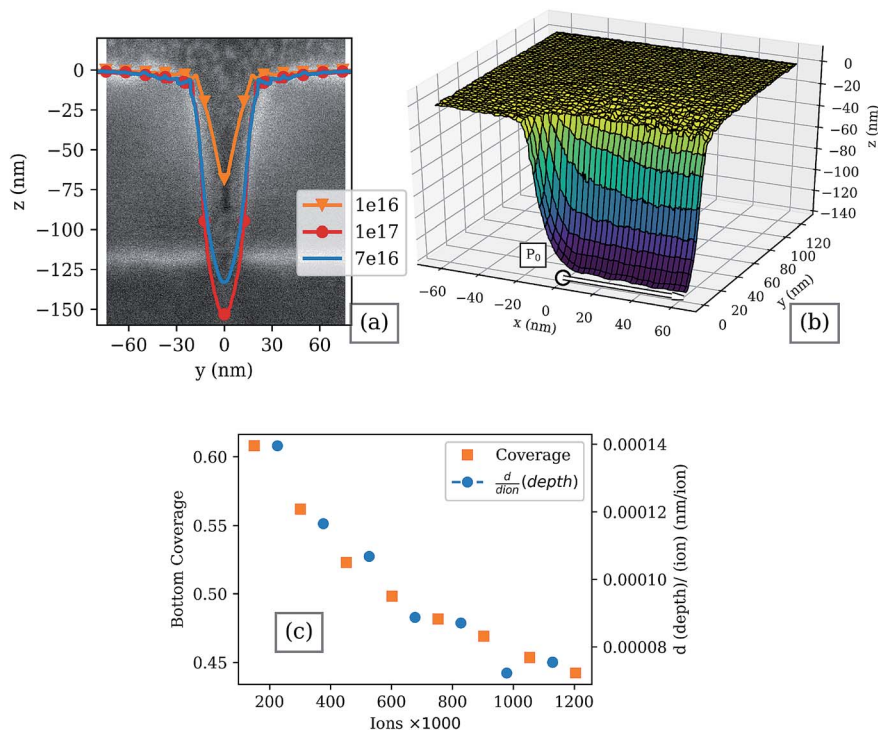 0
−25
−50
−75
−100
−125
−150
z (nm)
−60 −30 0 30 60
y (nm)
1e16
1e17
7e16
(a)
0
−20
−40
−60
−80
−100
−120
−140
z (nm)
P0
−60 −40 −20 0 20 40 60
x (nm)
0 20 40 60 80 100 120
y (nm)
(b)
0.60
0.55
0.50
0.45
Bottom Coverage
Coverage
d/dion (depth)
(c)
0.00014
0.00012
0.00010
0.00008
d (depth)/ (ion) (nm/ion)
200 400 600 800 1000 1200
Ions ×1000